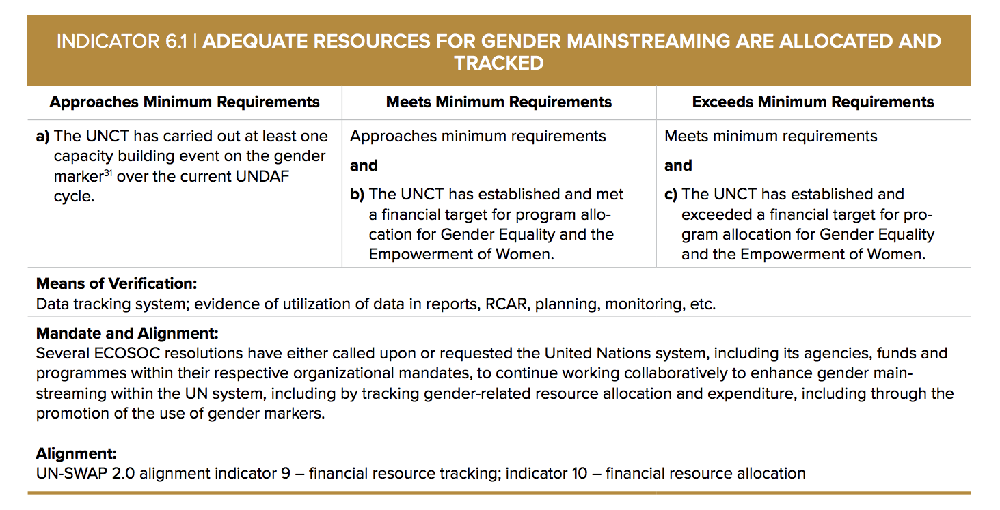 INDICATOR 6.1 | ADEQUATE RESOURCES FOR GENDER MAINSTREAMING ARE ALLOCATED AND
TRACKED
Approaches Minimum Requirements
a) The UNCT has carried out at least one
capacity building event on the gender
marker31 over the current UNDAF
cycle.
Meets Minimum Requirements
Approaches minimum requirements
and
b) The UNCT has established and met
a financial target for program allo-
cation for Gender Equality and the
Empowerment of Women.
Exceeds Minimum Requirements
Meets minimum requirements
and
c) The UNCT has established and
exceeded a financial target for pro-
gram allocation for Gender Equality
and the Empowerment of Women.
Means of Verification:
Data tracking system; evidence of utilization of data in reports, RCAR, planning, monitoring, etc.
Mandate and Alignment:
Several ECOSOC resolutions have either called upon or requested the United Nations system, including its agencies, funds and
programmes within their respective organizational mandates, to continue working collaboratively to enhance gender main-
streaming within the UN system, including by tracking gender-related resource allocation and expenditure, including through the
promotion of the use of gender markers.
Alignment:
UN-SWAP 2.0 alignment indicator 9 – financial resource tracking; indicator 10 – financial resource allocation